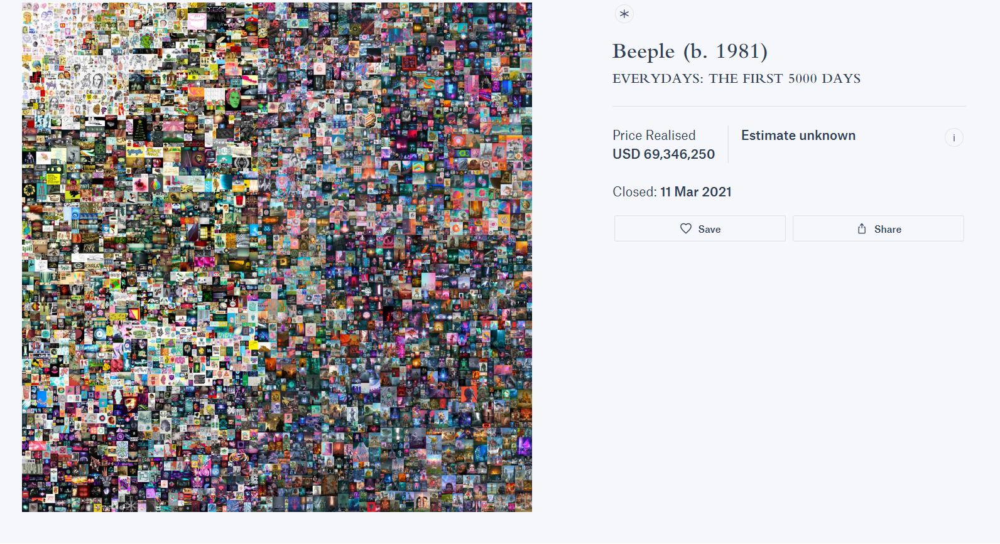 Beeple (b. 1981)
EVERYDAYS: THE FIRST 5000 DAYS
Price Realised
USD 69,346,250
Estimate unknown
i
Closed: 11 Mar 2021
Save
Share